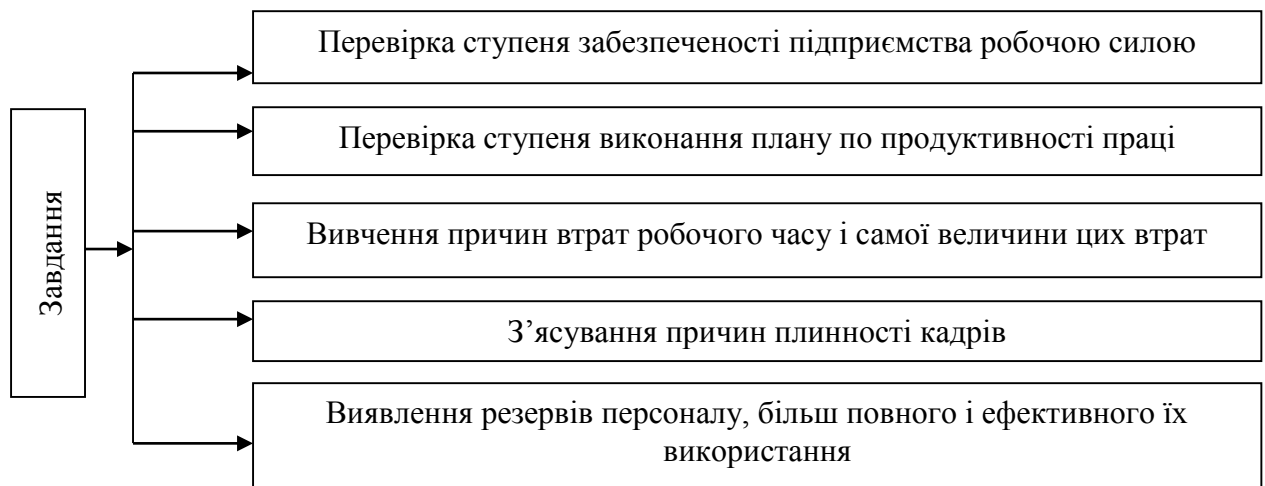 Завдання
Перевірка ступеня забезпеченості підприємства робочою силою
Перевірка ступеня виконання плану по продуктивності праці
Вивчення причин втрат робочого часу і самої величини цих втрат
З’ясування причин плинності кадрів
Виявлення резервів персоналу, більш повного і ефективного їх
використання